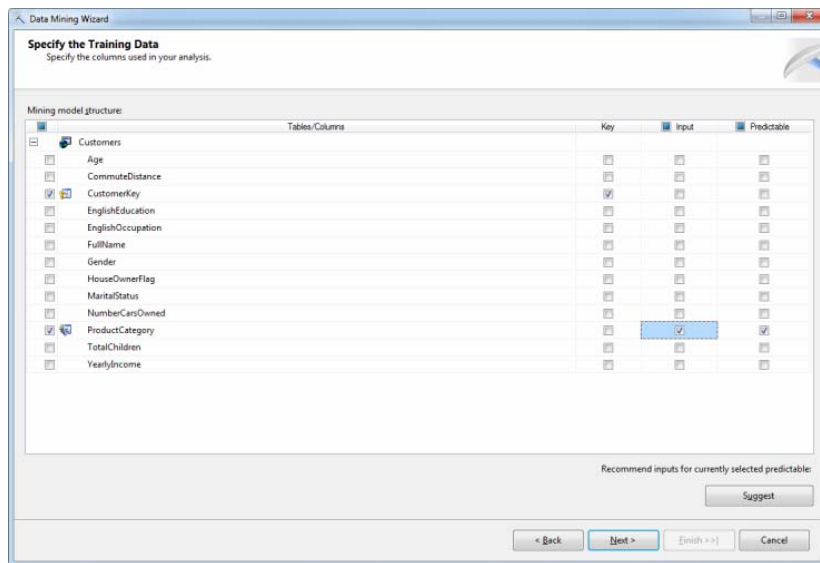 Data Mining Wizard
Specify the Training Data
Specify the columns used in your analysis.
Mining model structure:
Tables/Columns Key Input Predictable
Customers
Age
CommuteDistance
CustomerKey
EnglishEducation
EnglishOccupation
FullName
Gender
HouseOwnerFlag
MaritalStatus
NumberCarsOwned
ProductCategory
TotalChildren
YearlyIncome
Recommend inputs for currently selected predictable:
Suggest
< Back Next > Finish >>| Cancel